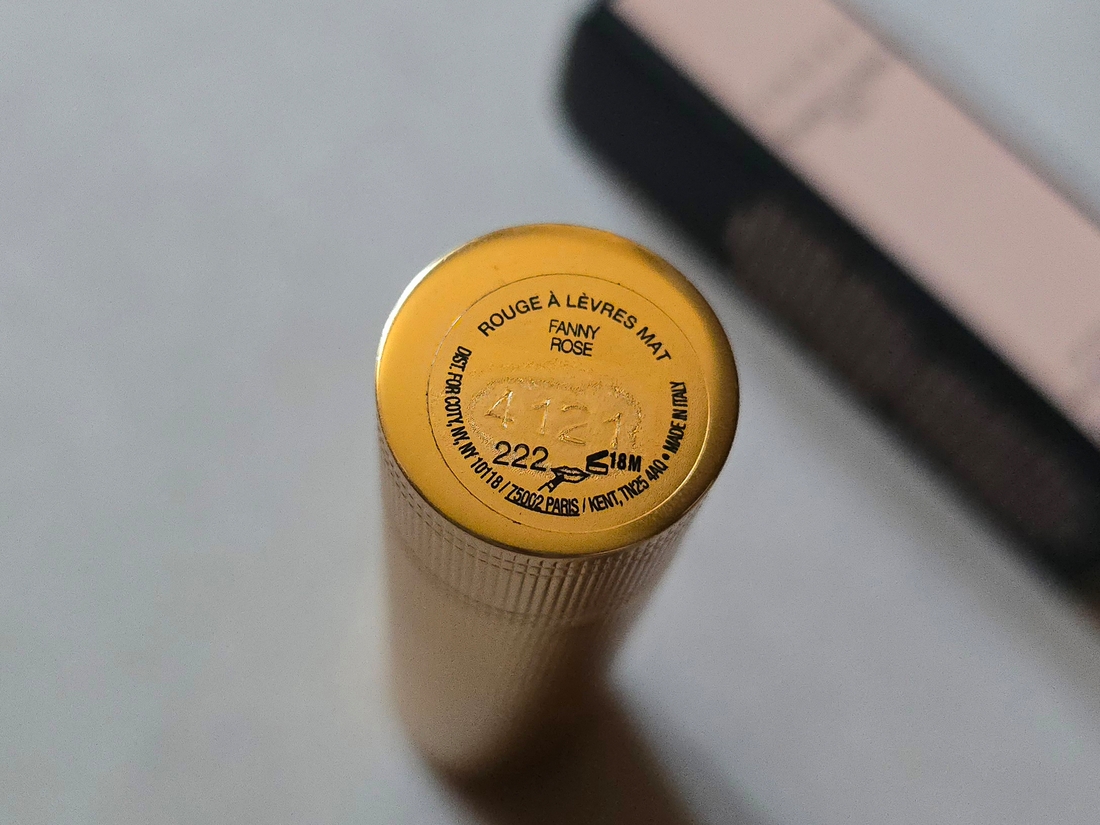 ROUGE À LÈVRES MAT
FANNY
ROSE
4121
222
18M
DIST. FOR COTY, NY, NY 10118 / 75002 PARIS / KENT, TN25 4AQ • MADE IN ITALY